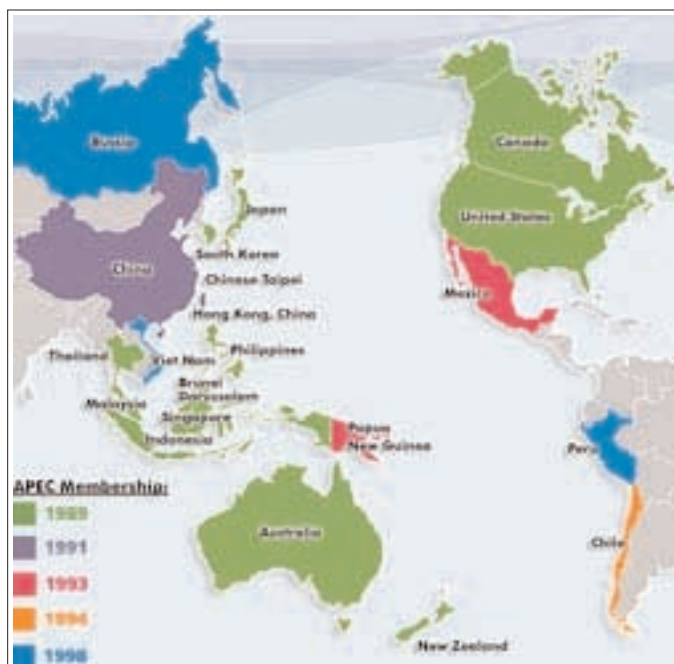 Russia
Canada
Japan
United States
South Korea
China
Chinese Taipei
Mexico
Hong Kong, China
Thailand
Viet Nam
Philippines
Brunei
Darussalam
Malaysia
Singapore
Indonesia
Papua
New Guinea
Peru
APEC Membership:
1989
1991
1993
1994
1998
Australia
Chile
New Zealand